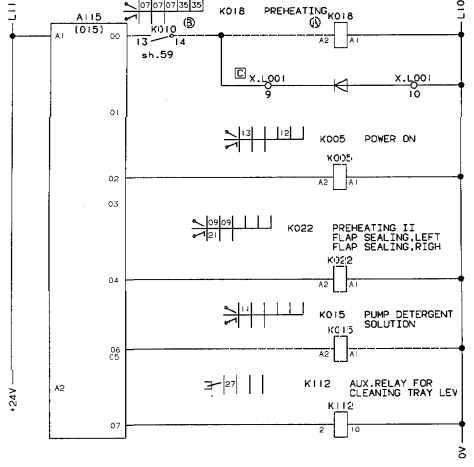 L11
A115
07 07 07 35 35
K018 PREHEATING
A
K018
L10
A1
(015)
00
K010
B
13 14
A2 A1
sh.59
C X.L001
9
X.L001
10
01
13 12
K005 POWER ON
K005
02
A2 A1
03
09 09
21
K022 PREHEATING II
FLAP SEALING,LEFT
FLAP SEALING,RIGH
K022
04
A2 A1
11
K015 PUMP DETERGENT
SOLUTION
K015
06
05
A2 A1
A2
27
K112 AUX.RELAY FOR
CLEANING TRAY LEV
K112
+24V
07
2 10
0V